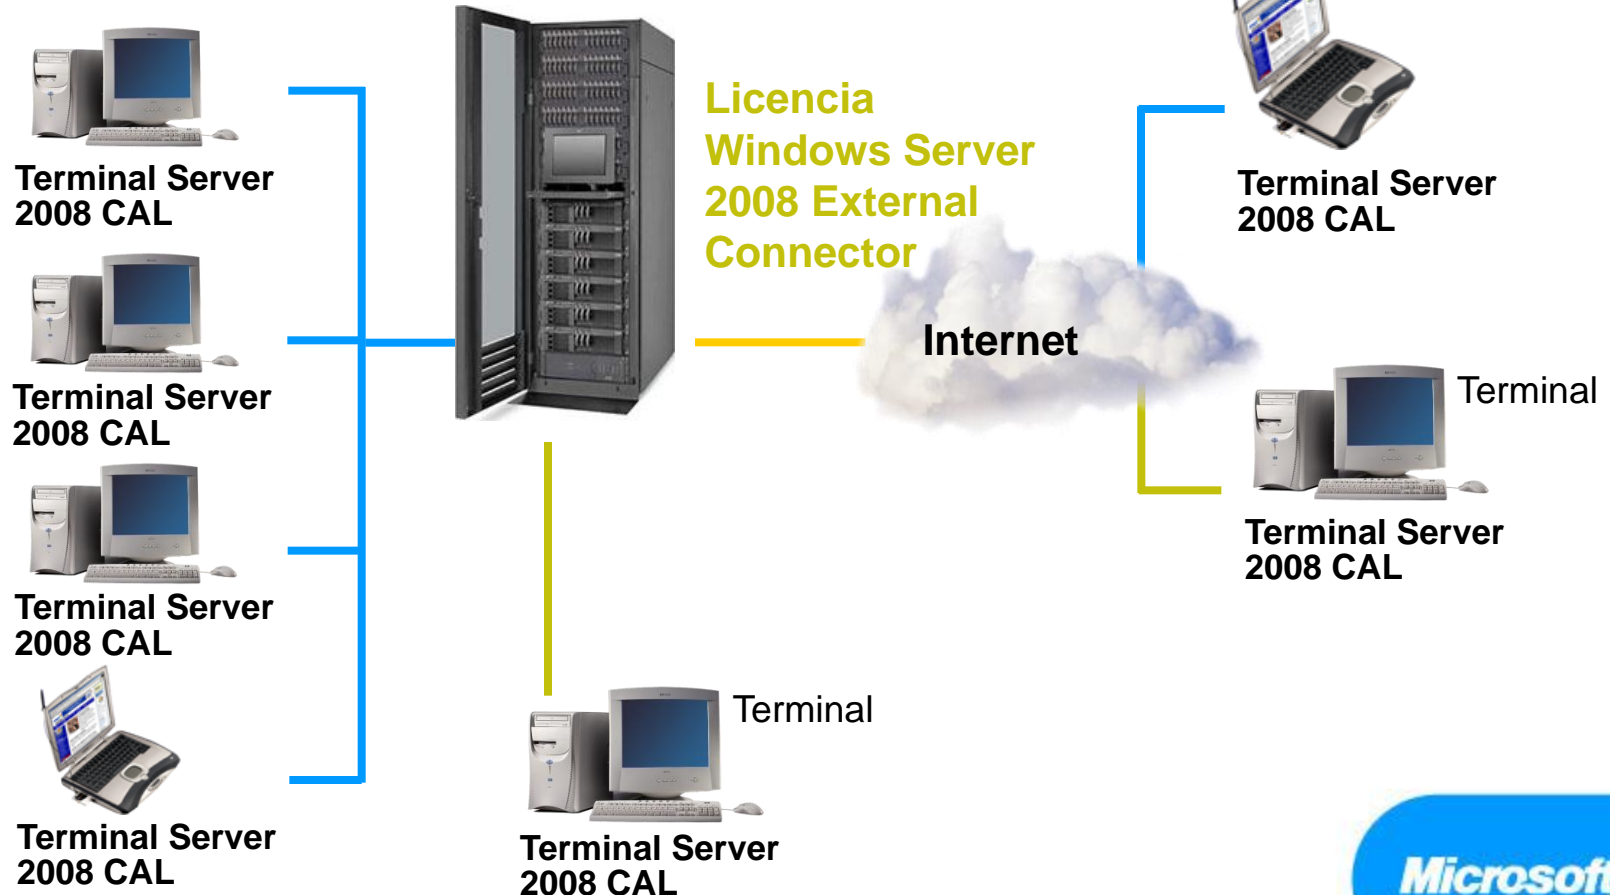 Terminal Server
2008 CAL
Terminal Server
2008 CAL
Terminal Server
2008 CAL
Terminal Server
2008 CAL
Licencia
Windows Server
2008 External
Connector
Internet
Terminal
Terminal Server
2008 CAL
Terminal Server
2008 CAL
Terminal
Terminal Server
2008 CAL
Microsoft